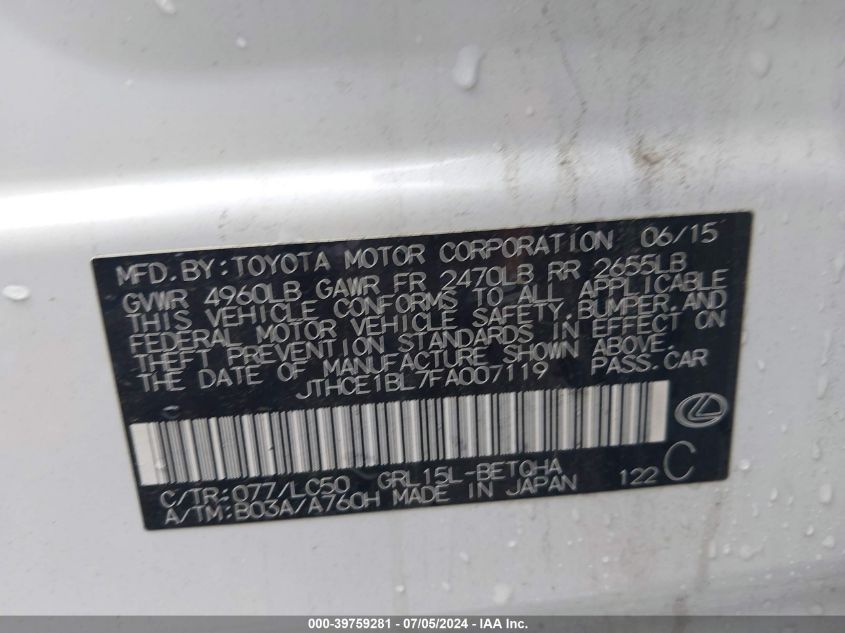 MFD. BY: TOYOTA MOTOR CORPORATION 06/15
GVWR 4960LB GAWR FR 2470LB RR 2655LB
THIS VEHICLE CONFORMS TO ALL APPLICABLE
FEDERAL MOTOR VEHICLE SAFETY, BUMPER, AND
THEFT PREVENTION STANDARDS IN EFFECT ON
THE DATE OF MANUFACTURE SHOWN ABOVE.
JTHCE1BL7FA007119 PASS. CAR
C/TR: 077/LC50 GRL15L-BETQHA 122 C
A/TM: B03A/A760H MADE IN JAPAN
000-39759281 - 07/05/2024 - IAA Inc.